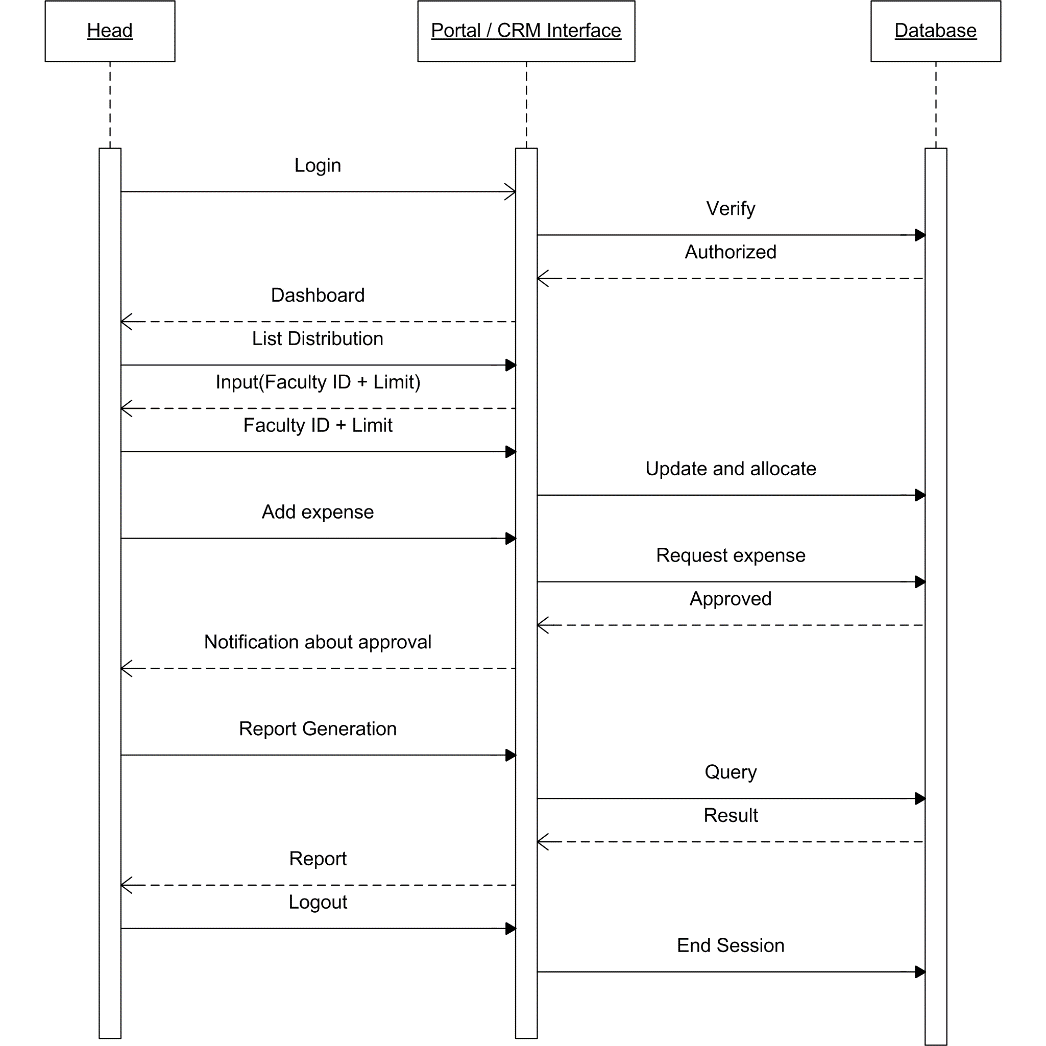 Head
Portal / CRM Interface
Database
Login
Verify
Authorized
Dashboard
List Distribution
Input(Faculty ID + Limit)
Faculty ID + Limit
Update and allocate
Add expense
Request expense
Approved
Notification about approval
Report Generation
Query
Result
Report
Logout
End Session